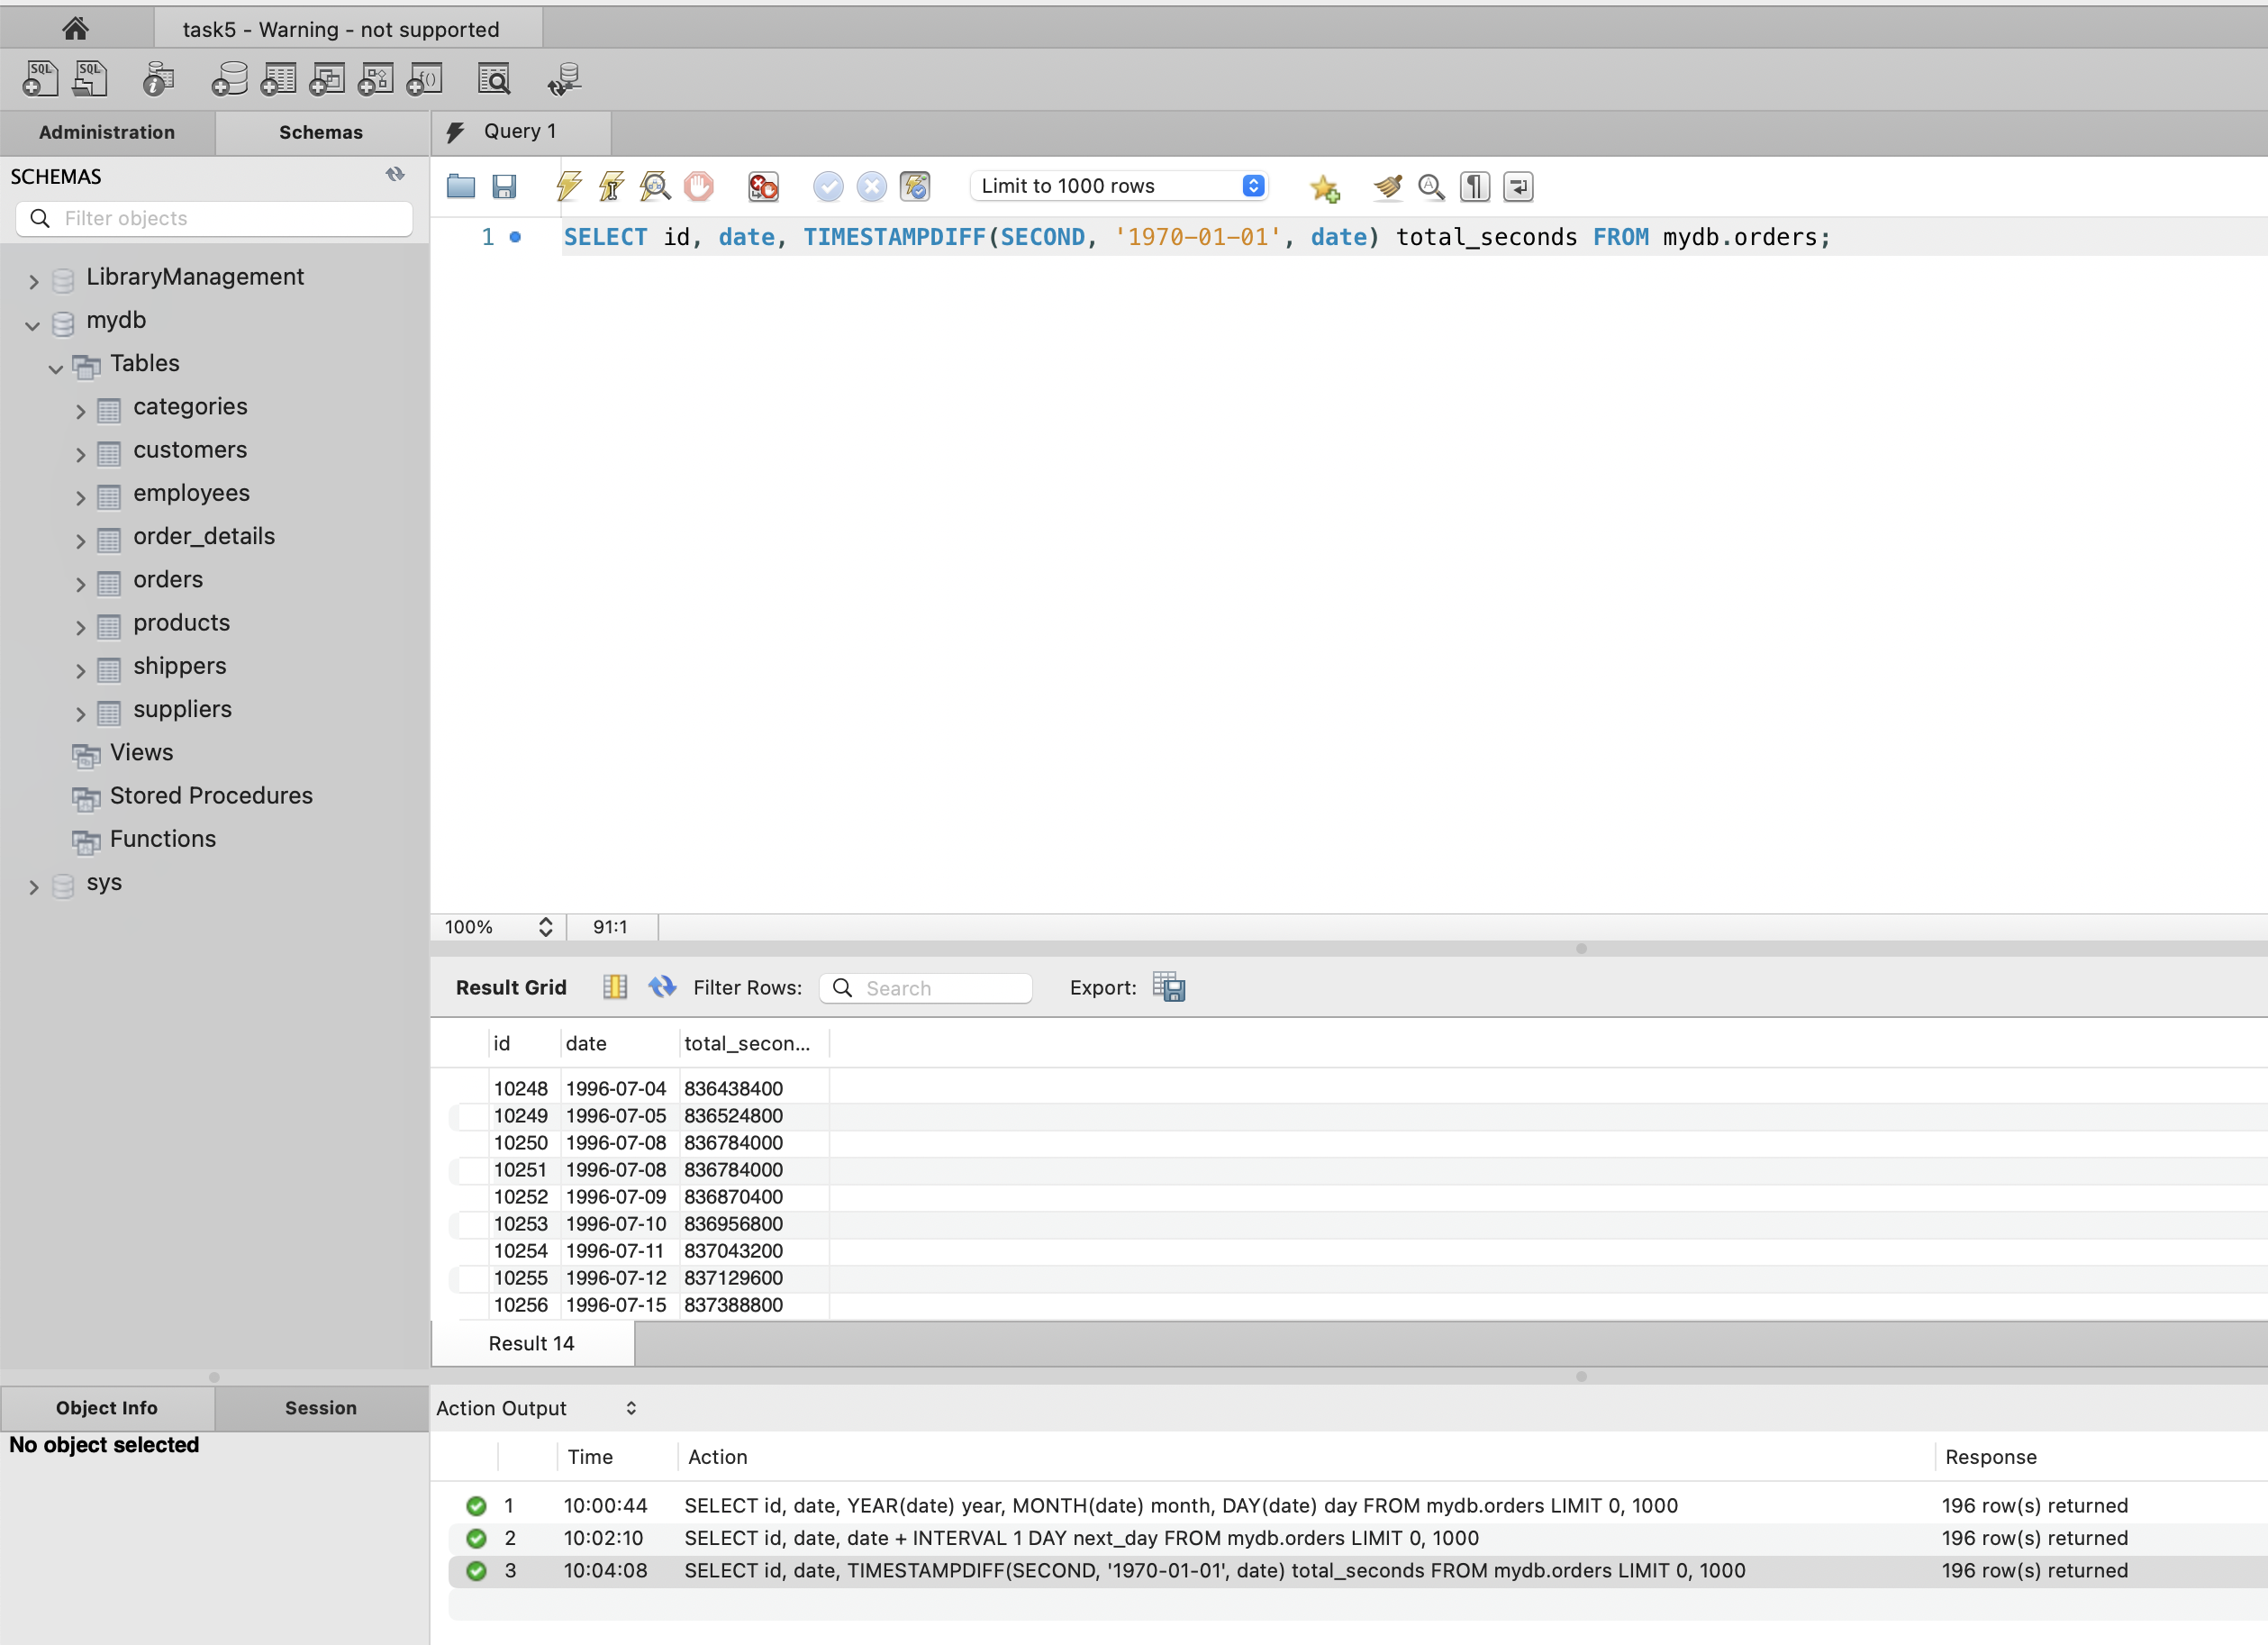 task5 - Warning - not supported
SQL SQL i f()
Administration Schemas Query 1
SCHEMAS
Filter objects
Limit to 1000 rows
1 SELECT id, date, TIMESTAMPDIFF(SECOND, '1970-01-01', date) total_seconds FROM mydb.orders;
LibraryManagement
mydb
Tables
categories
customers
employees
order_details
orders
products
shippers
suppliers
Views
Stored Procedures
Functions
sys
100% 91:1
Result Grid Filter Rows: Search Export:
id date total_secon...
10248 1996-07-04 836438400
10249 1996-07-05 836524800
10250 1996-07-08 836784000
10251 1996-07-08 836784000
10252 1996-07-09 836870400
10253 1996-07-10 836956800
10254 1996-07-11 837043200
10255 1996-07-12 837129600
10256 1996-07-15 837388800
Result 14
Object Info Session
No object selected
Action Output
Time Action Response
1 10:00:44 SELECT id, date, YEAR(date) year, MONTH(date) month, DAY(date) day FROM mydb.orders LIMIT 0, 1000 196 row(s) returned
2 10:02:10 SELECT id, date, date + INTERVAL 1 DAY next_day FROM mydb.orders LIMIT 0, 1000 196 row(s) returned
3 10:04:08 SELECT id, date, TIMESTAMPDIFF(SECOND, '1970-01-01', date) total_seconds FROM mydb.orders LIMIT 0, 1000 196 row(s) returned